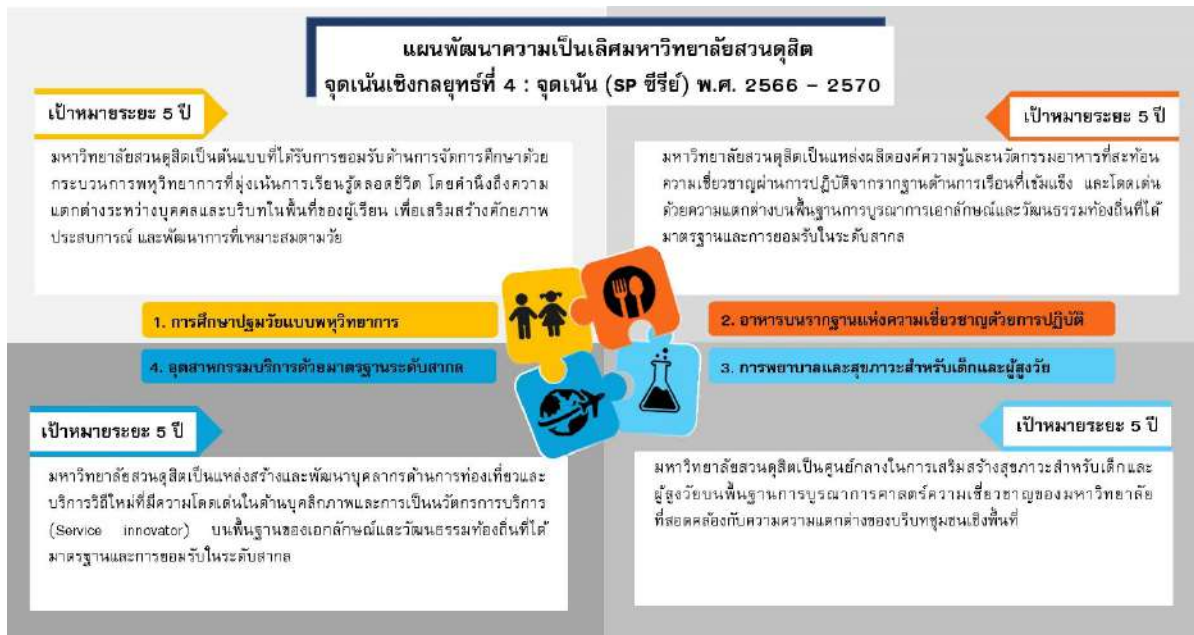 แผนพัฒนาความเป็นเลิศมหาวิทยาลัยสวนดุสิต
จุดเน้นเชิงกลยุทธ์ที่ 4 : จุดเน้น (SP ซีรีย์) พ.ศ. 2566 – 2570
เป้าหมายระยะ 5 ปี
มหาวิทยาลัยสวนดุสิตเป็นต้นแบบที่ได้รับการยอมรับด้านการจัดการศึกษาด้วย
กระบวนการพหุวิทยาการที่มุ่งเน้นการเรียนรู้ตลอดชีวิต โดยคำนึงถึงความ
แตกต่างระหว่างบุคคลและบริบทในพื้นที่ของผู้เรียน เพื่อเสริมสร้างศักยภาพ
ประสบการณ์ และพัฒนาการที่เหมาะสมตามวัย
1. การศึกษาปฐมวัยแบบพหุวิทยาการ
เป้าหมายระยะ 5 ปี
มหาวิทยาลัยสวนดุสิตเป็นแหล่งผลิตองค์ความรู้และนวัตกรรมอาหารที่สะท้อน
ความเชี่ยวชาญผ่านการปฏิบัติจากรากฐานด้านการเรือนที่เข้มแข็ง และโดดเด่น
ด้วยความแตกต่างบนพื้นฐานการบูรณาการเอกลักษณ์และวัฒนธรรมท้องถิ่นที่ได้
มาตรฐานและการยอมรับในระดับสากล
2. อาหารบนรากฐานแห่งความเชี่ยวชาญด้วยการปฏิบัติ
4. อุตสาหกรรมบริการด้วยมาตรฐานระดับสากล
เป้าหมายระยะ 5 ปี
มหาวิทยาลัยสวนดุสิตเป็นแหล่งสร้างและพัฒนาบุคลากรด้านการท่องเที่ยวและ
บริการวิถีใหม่ที่มีความโดดเด่นในด้านบุคลิกภาพและการเป็นนวัตกรการบริการ
(Service innovator) บนพื้นฐานของเอกลักษณ์และวัฒนธรรมท้องถิ่นที่ได้
มาตรฐานและการยอมรับในระดับสากล
3. การพยาบาลและสุขภาวะสำหรับเด็กและผู้สูงวัย
เป้าหมายระยะ 5 ปี
มหาวิทยาลัยสวนดุสิตเป็นศูนย์กลางในการเสริมสร้างสุขภาวะสำหรับเด็กและ
ผู้สูงวัยบนพื้นฐานการบูรณาการศาสตร์ความเชี่ยวชาญของมหาวิทยาลัย
ที่สอดคล้องกับความความแตกต่างของบริบทชุมชนเชิงพื้นที่